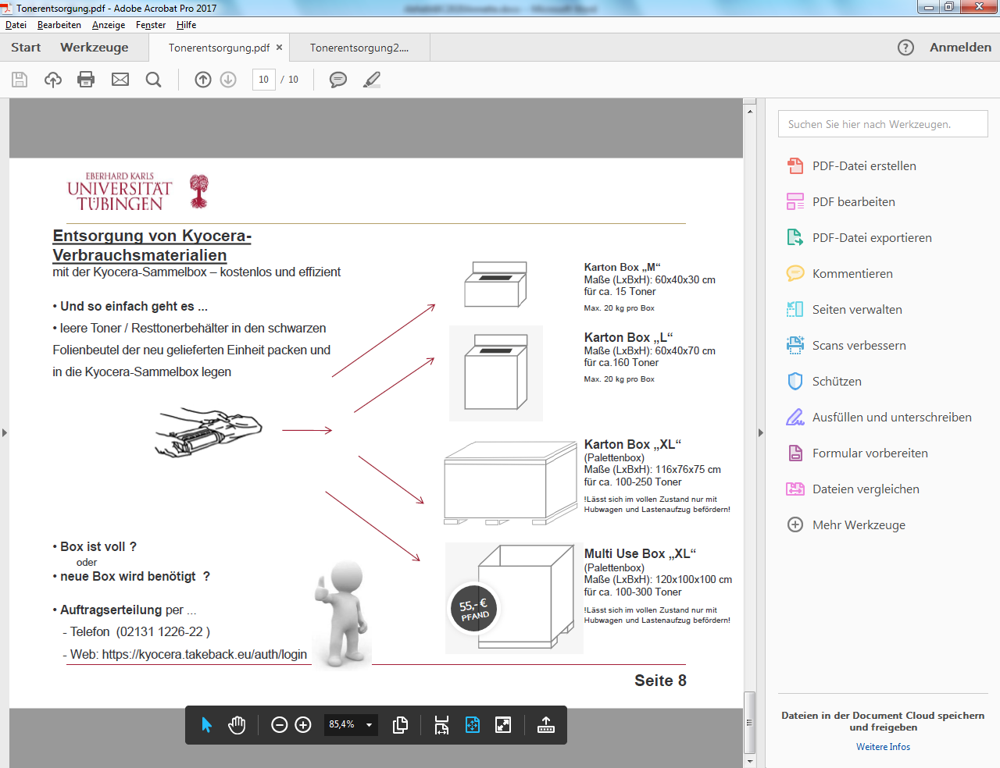 Tonerentsorgung.pdf - Adobe Acrobat Pro 2017
Datei Bearbeiten Anzeige Fenster Hilfe
Start Werkzeuge Tonerentsorgung.pdf × Tonerentsorgung2.... ? Anmelden
10 / 10
Suchen Sie hier nach Werkzeugen.
PDF-Datei erstellen
PDF bearbeiten
PDF-Datei exportieren
Kommentieren
Seiten verwalten
Scans verbessern
Schützen
Ausfüllen und unterschreiben
Formular vorbereiten
Dateien vergleichen
Mehr Werkzeuge
Dateien in der Document Cloud speichern
und freigeben
Weitere Infos
EBERHARD KARLS
UNIVERSITÄT
TÜBINGEN
Entsorgung von Kyocera-
Verbrauchsmaterialien
mit der Kyocera-Sammelbox – kostenlos und effizient
• Und so einfach geht es ...
• leere Toner / Resttonerbehälter in den schwarzen
Folienbeutel der neu gelieferten Einheit packen und
in die Kyocera-Sammelbox legen
Karton Box „M“
Maße (LxBxH): 60x40x30 cm
für ca. 15 Toner
Max. 20 kg pro Box
Karton Box „L“
Maße (LxBxH): 60x40x70 cm
für ca.160 Toner
Max. 20 kg pro Box
Karton Box „XL“
(Palettenbox)
Maße (LxBxH): 116x76x75 cm
für ca. 100-250 Toner
!Lässt sich im vollen Zustand nur mit
Hubwagen und Lastenaufzug befördern!
Multi Use Box „XL“
(Palettenbox)
Maße (LxBxH): 120x100x100 cm
für ca. 100-300 Toner
!Lässt sich im vollen Zustand nur mit
Hubwagen und Lastenaufzug befördern!
55,- €
PFAND
• Box ist voll ?
oder
• neue Box wird benötigt ?
• Auftragserteilung per ...
- Telefon (02131 1226-22 )
- Web: https://kyocera.takeback.eu/auth/login
Seite 8
85,4%